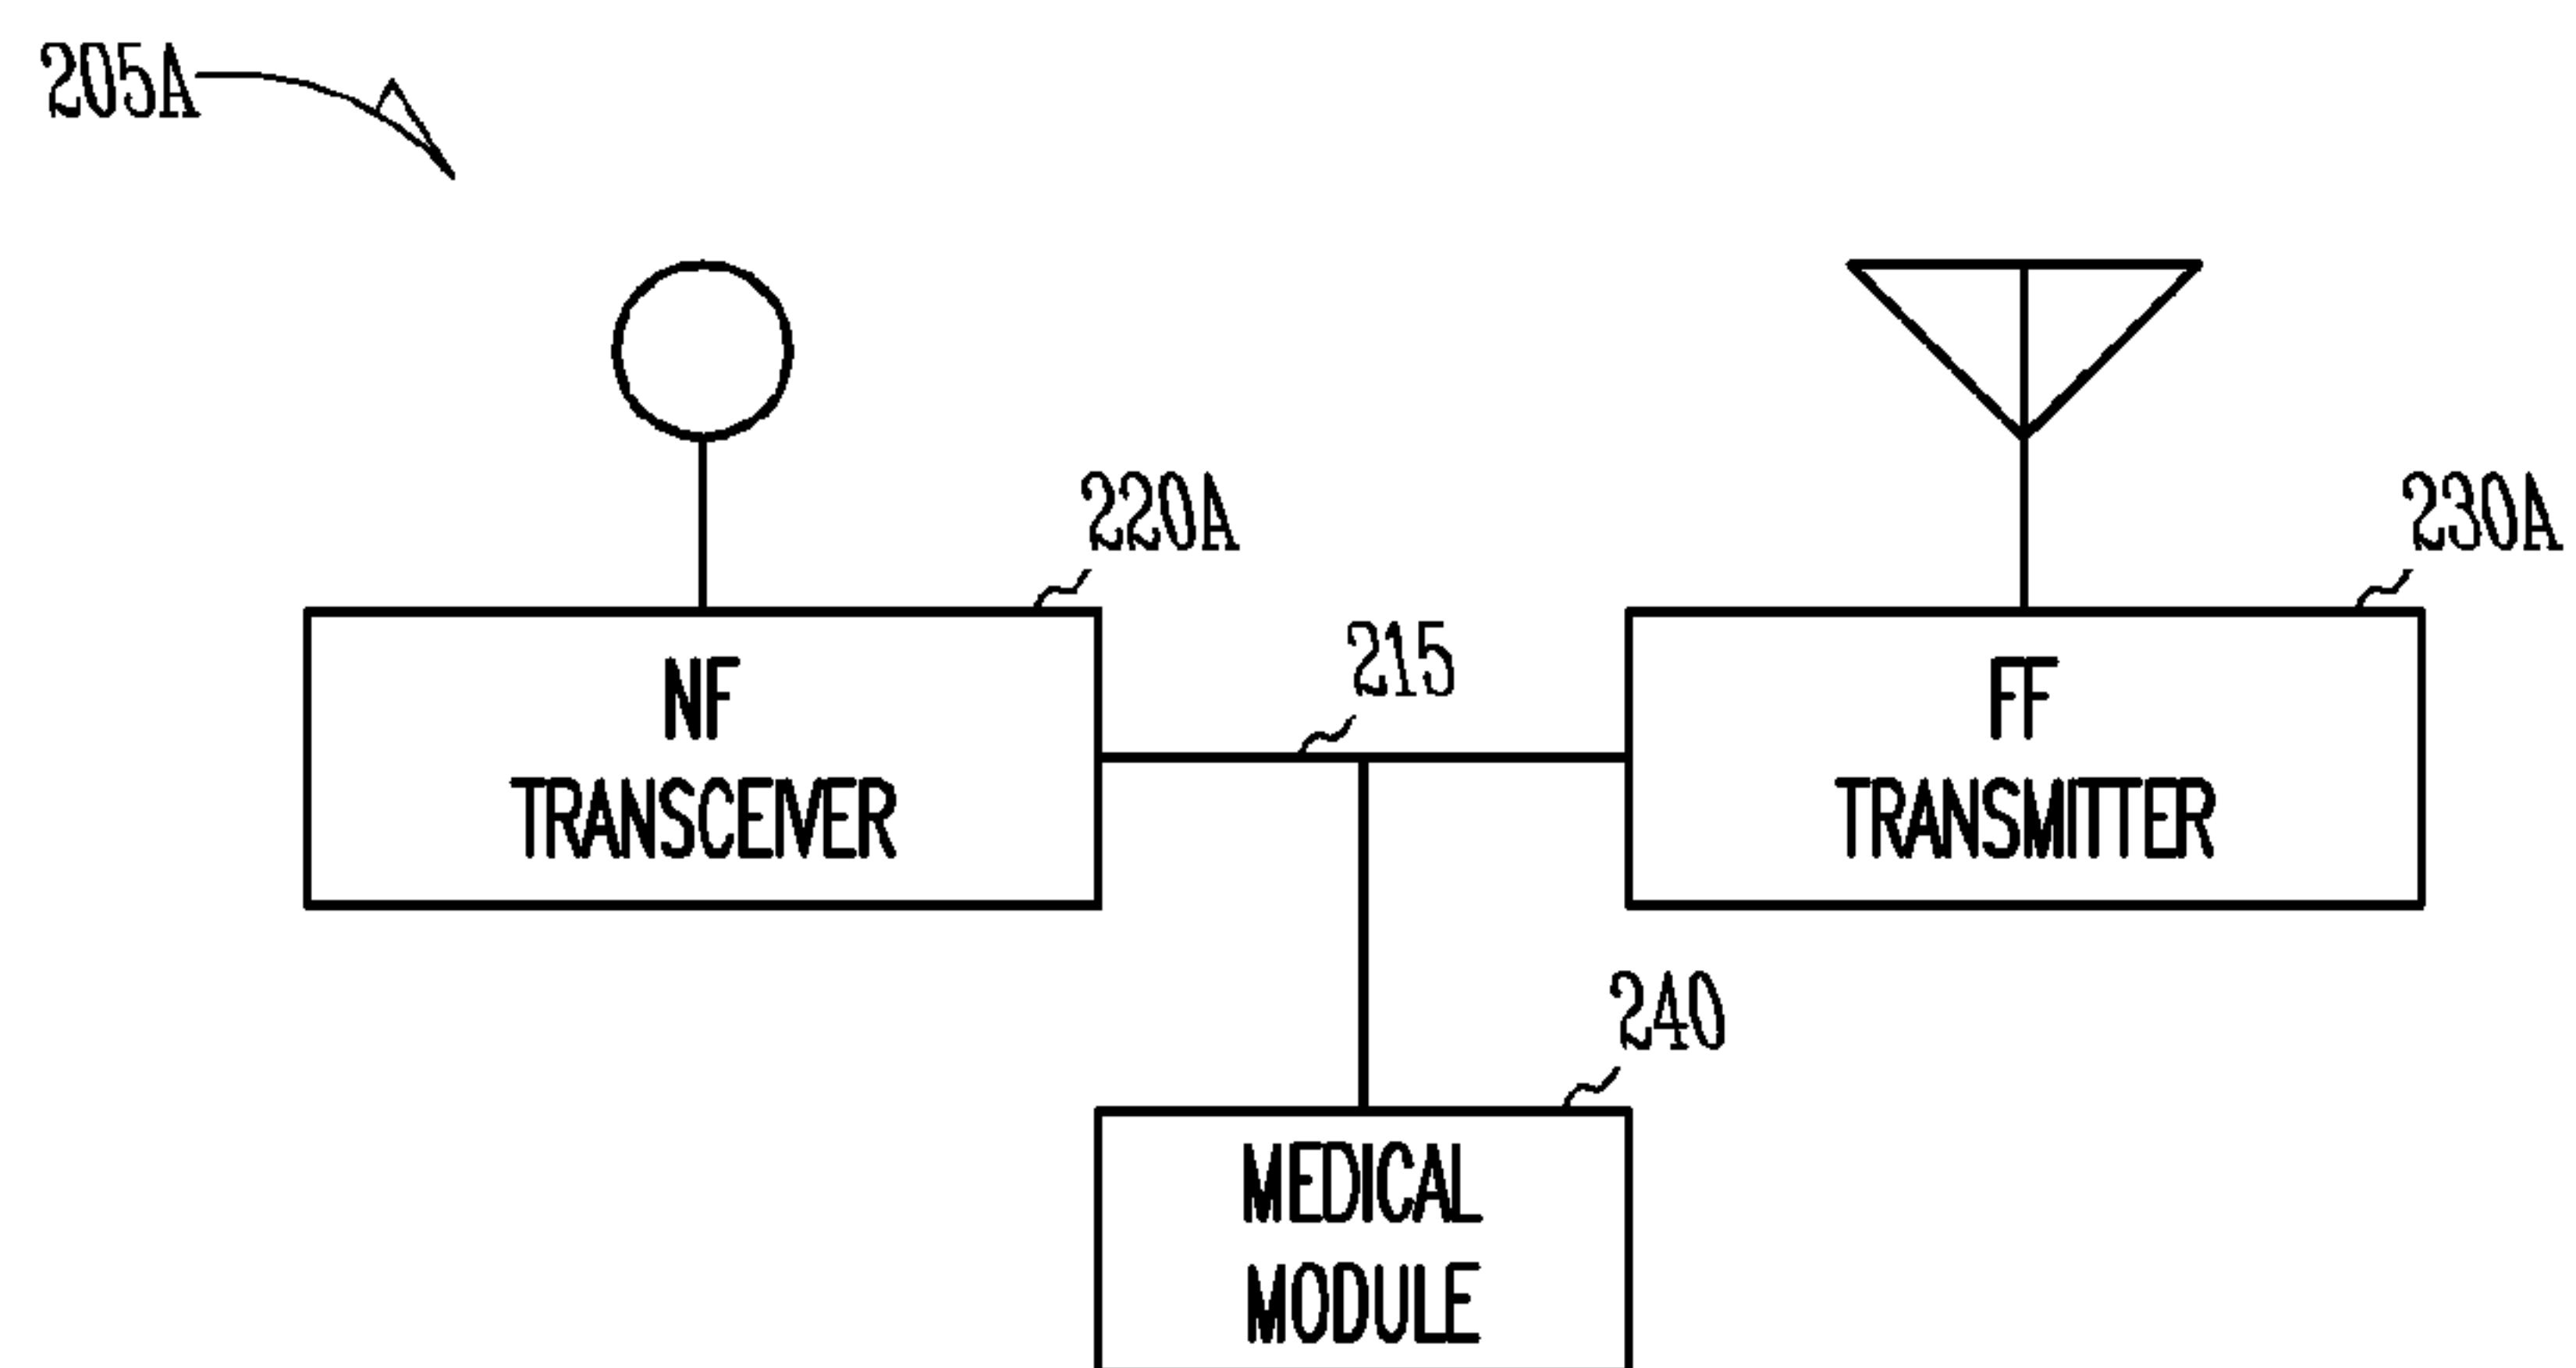 205A
220A
230A
NF
TRANSCEIVER
215
FF
TRANSMITTER
240
MEDICAL
MODULE